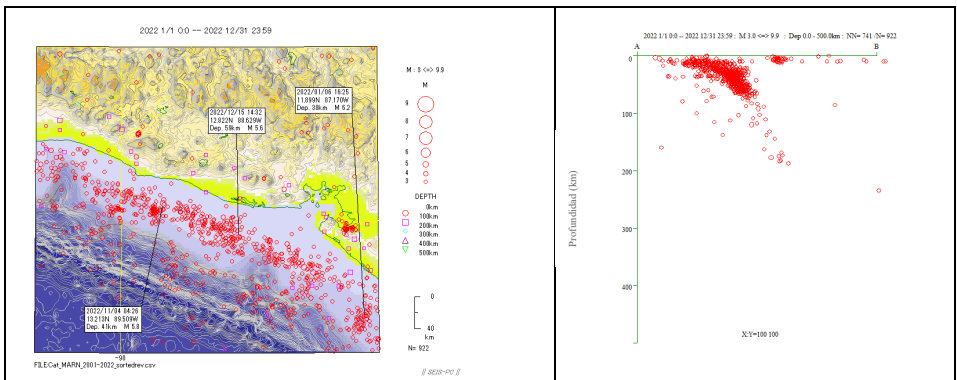 2022 1/1 0:0 -- 2022 12/31 23:59
2022/01/06 16:25
11.899N 87.170W
Dep. 38km M 6.2
2022/12/15 14:32
12.822N 88.629W
Dep. 59km M 5.6
2022/11/04 04:26
13.213N 89.509W
Dep. 41km M 5.8
-90
FILE:Cat_MARN_2001-2022_sortedrev.csv
M : 3 <=> 9.9
M
9
8
7
6
5
4
3
DEPTH
0km
100km
200km
300km
400km
500km
0
40
km
N= 922
// SEIS-PC //
2022 1/1 0:0 -- 2022 12/31 23:59 : M 3.0 <=> 9.9 : Dep 0.0 - 500.0km : NN= 741 /N= 922
A
B
0
100
200
300
400
Profundidad (km)
X:Y=100 100